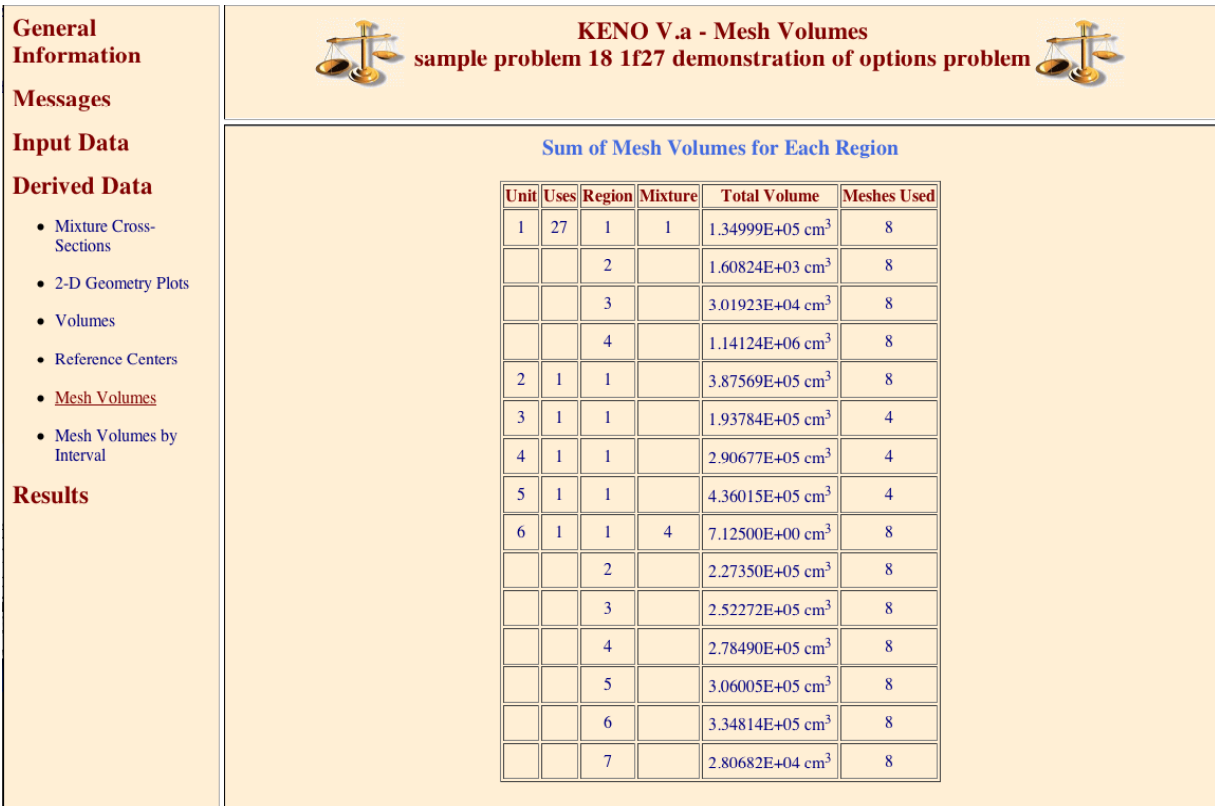 General
Information
Messages
Input Data
Derived Data
Mixture Cross-
Sections
2-D Geometry Plots
Volumes
Reference Centers
Mesh Volumes
Mesh Volumes by
Interval
Results
KENO V.a - Mesh Volumes
sample problem 18 1f27 demonstration of options problem
Sum of Mesh Volumes for Each Region
Unit Uses Region Mixture Total Volume Meshes Used
1 27 1 1 1.34999E+05 cm³ 8
2 1.60824E+03 cm³ 8
3 3.01923E+04 cm³ 8
4 1.14124E+06 cm³ 8
2 1 1 3.87569E+05 cm³ 8
3 1 1 1.93784E+05 cm³ 4
4 1 1 2.90677E+05 cm³ 4
5 1 1 4.36015E+05 cm³ 4
6 1 1 4 7.12500E+00 cm³ 8
2 2.27350E+05 cm³ 8
3 2.52272E+05 cm³ 8
4 2.78490E+05 cm³ 8
5 3.06005E+05 cm³ 8
6 3.34814E+05 cm³ 8
7 2.80682E+04 cm³ 8